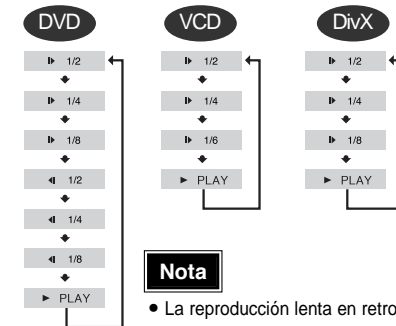 DVD
1/2
1/4
1/8
1/2
1/4
1/8
PLAY
VCD
1/2
1/4
1/6
PLAY
DivX
1/2
1/4
1/8
PLAY
Nota
• La reproducción lenta en retro